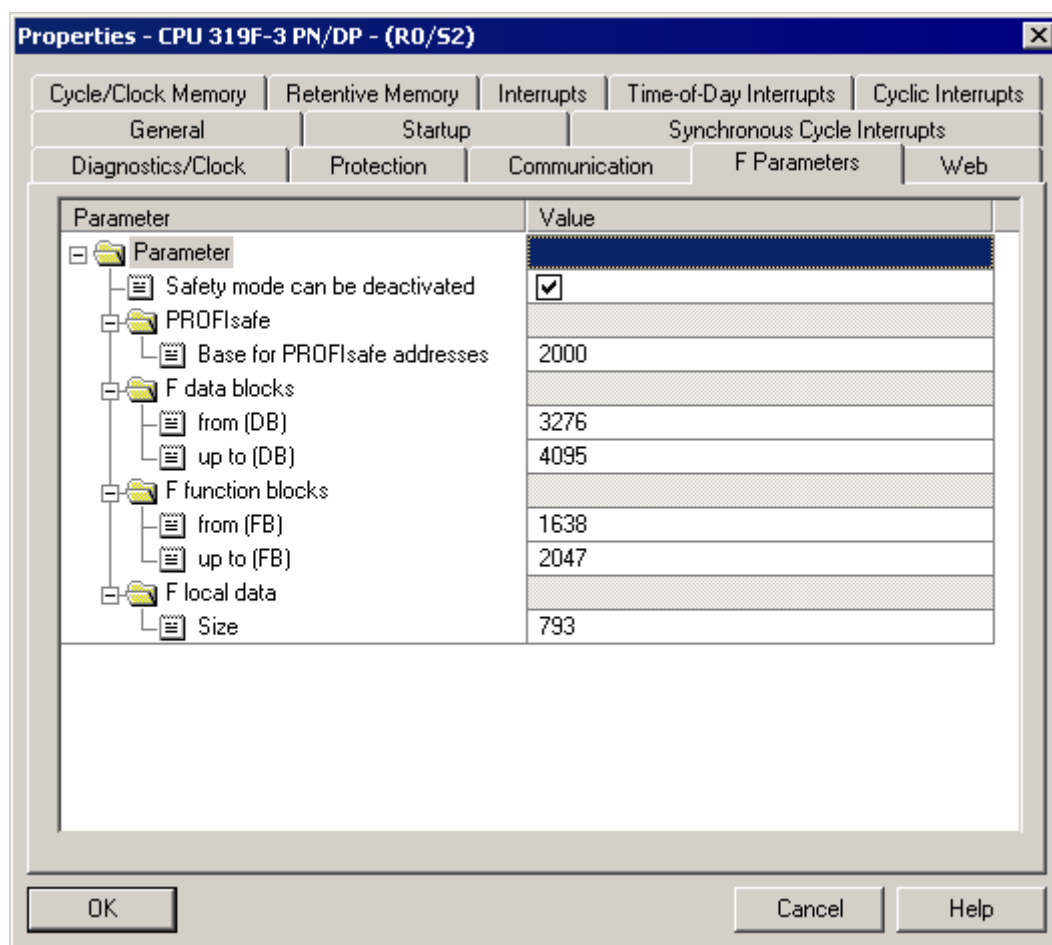 Properties - CPU 319F-3 PN/DP - (R0/S2)
Cycle/Clock Memory Retentive Memory Interrupts Time-of-Day Interrupts Cyclic Interrupts
General Startup Synchronous Cycle Interrupts
Diagnostics/Clock Protection Communication F Parameters Web
Parameter Value
Parameter
Safety mode can be deactivated
PROFIsafe
Base for PROFIsafe addresses 2000
F data blocks
from (DB) 3276
up to (DB) 4095
F function blocks
from (FB) 1638
up to (FB) 2047
F local data
Size 793
OK Cancel Help